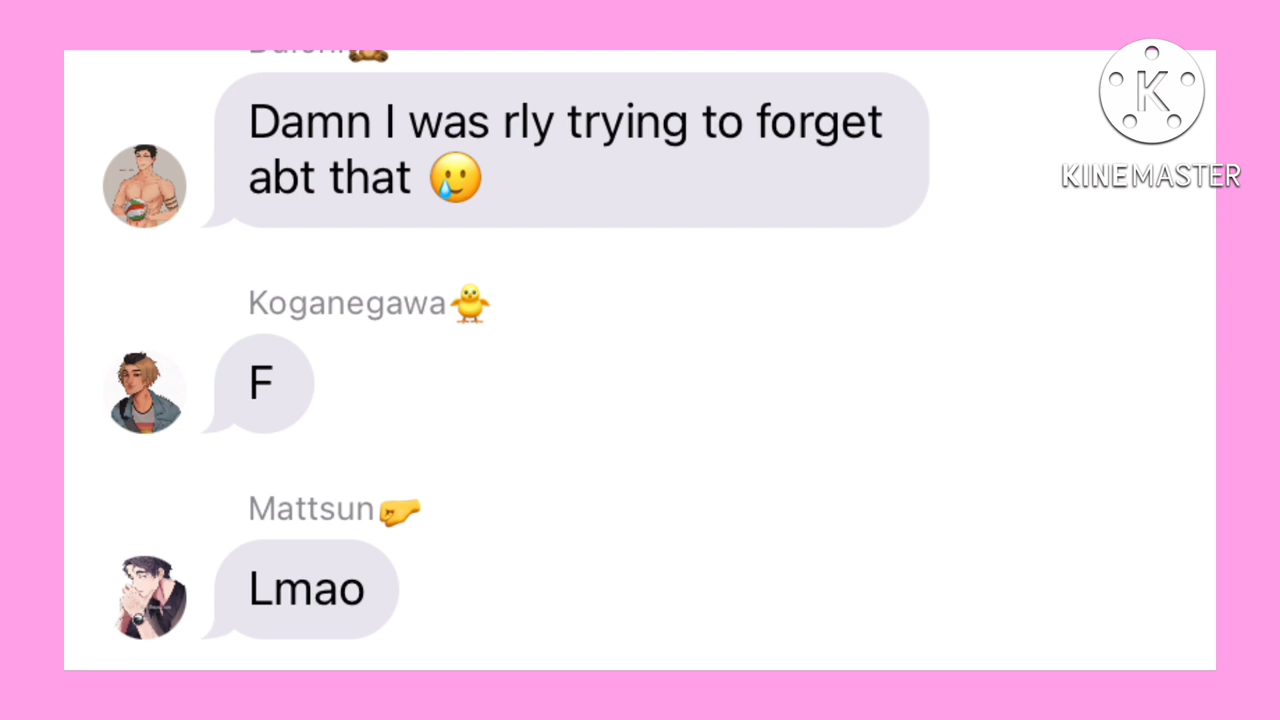 Damn I was rly trying to forget
abt that 🥲
Koganegawa🐥
F
Mattsun🤛
Lmao
K
KINEMASTER